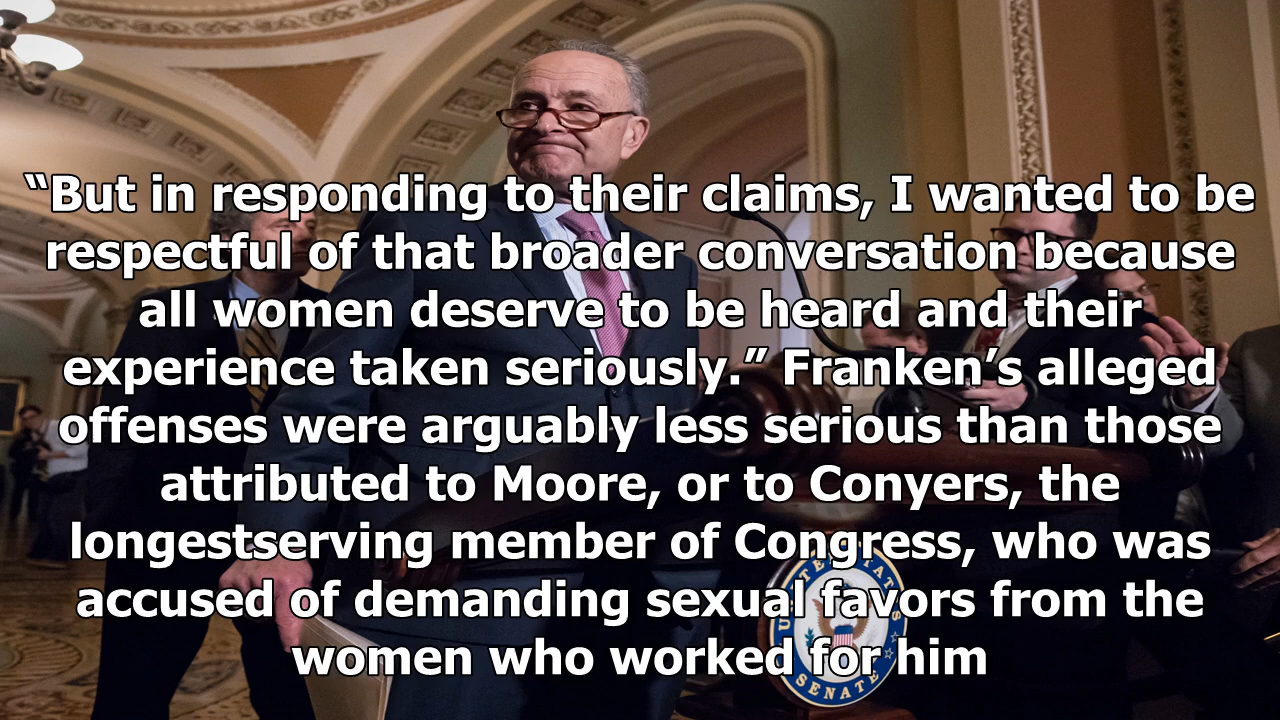 “But in responding to their claims, I wanted to be
respectful of that broader conversation because
all women deserve to be heard and their
experience taken seriously.” Franken’s alleged
offenses were arguably less serious than those
attributed to Moore, or to Conyers, the
longestserving member of Congress, who was
accused of demanding sexual favors from the
women who worked for him
UNITED STATES
SENATE